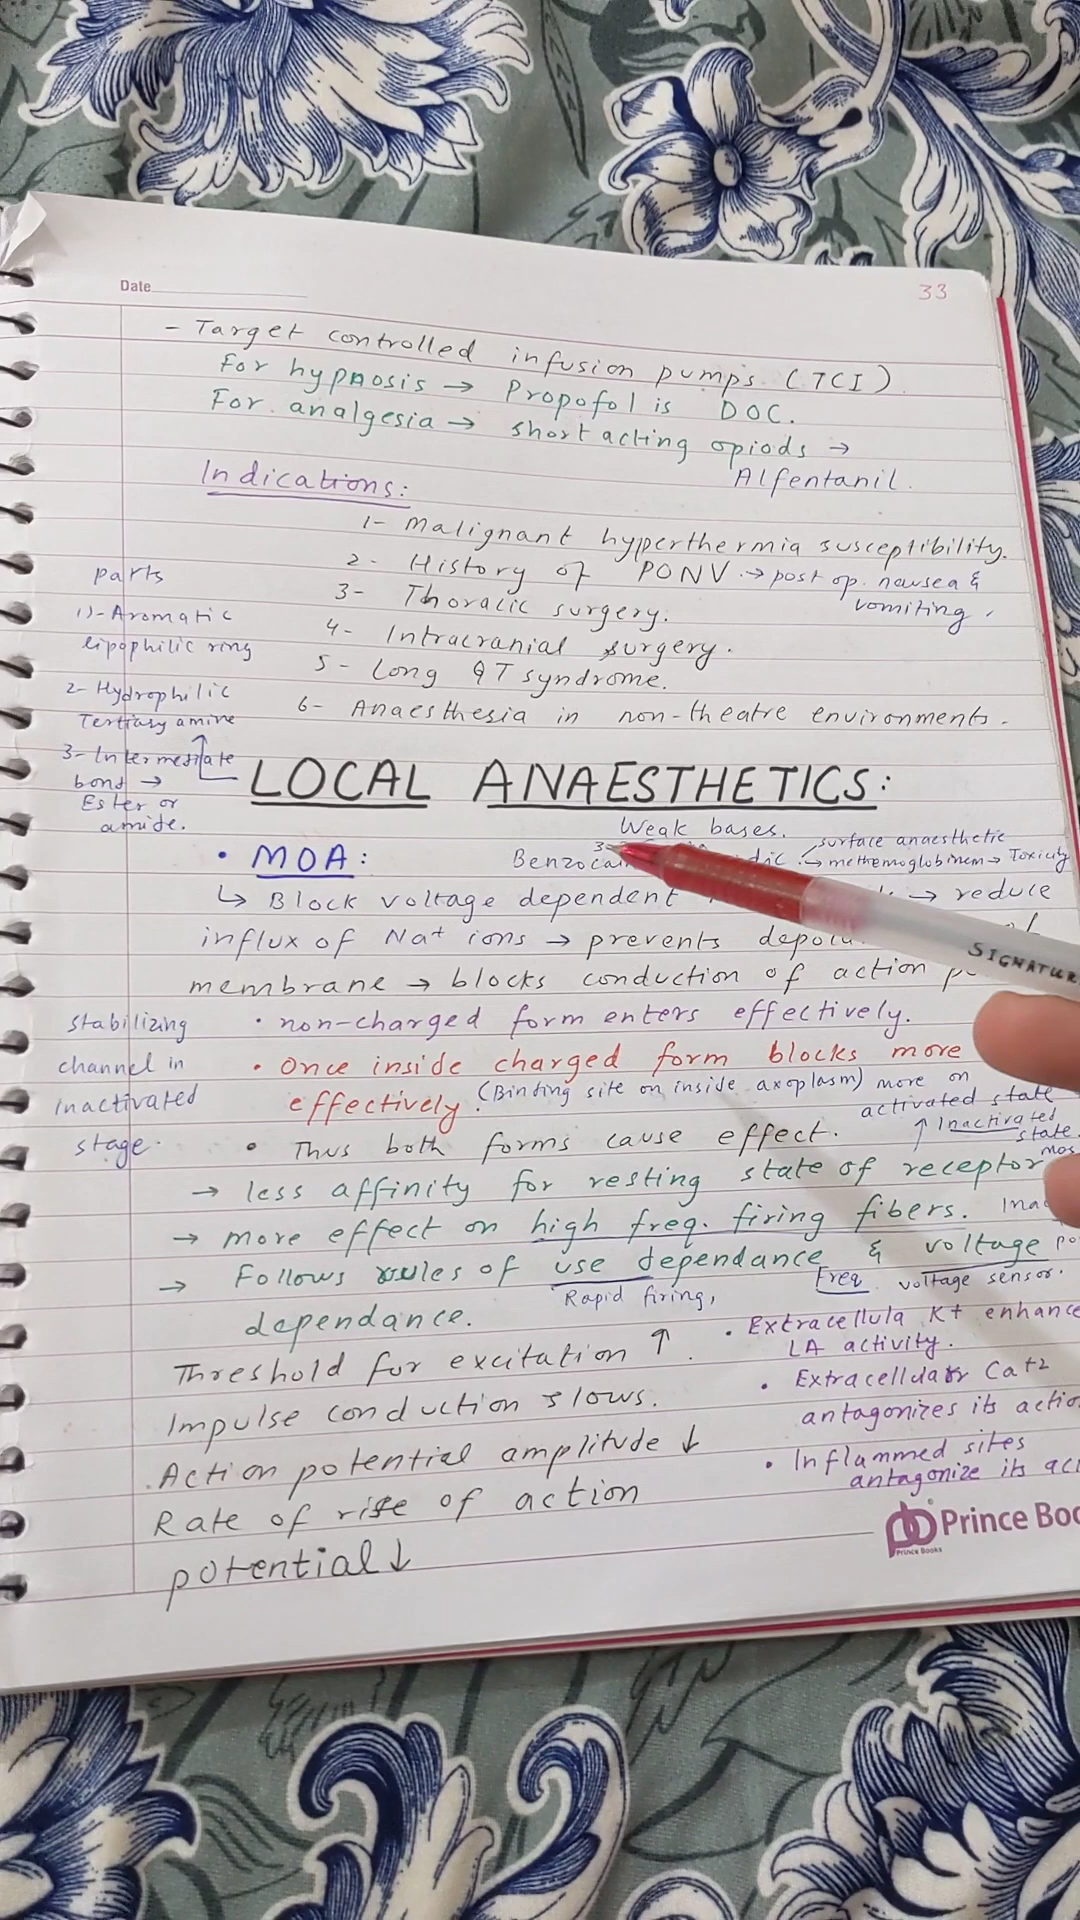 Date
33
- Target controlled infusion pumps (TCI)
For hypnosis → Propofol is DOC.
For analgesia → short acting opiods →
Alfentanil.
Indications:
1- Malignant hyperthermia susceptibility.
2- History of PONV → post op. nausea &
vomiting
3- Thoracic surgery.
4- Intracranial surgery.
5- Long QT syndrome.
6- Anaesthesia in non-theatre environments.
parts
1)- Aromatic
lipophilic ring
2- Hydrophilic
Tertiary amine
3- Intermediate
bond →
Ester or
amide.
LOCAL ANAESTHETICS:
Weak bases.
• MOA:
surface anaesthetic
→ methemoglobinem → Toxicity
↳ Block voltage dependent → reduce
influx of Na+ ions → prevents
membrane → blocks conduction of action
• non-charged form enters effectively.
• Once inside charged form blocks more
effectively. (Binding site on inside axoplasm) more on
activated state
↑ Inactivated
state.
• Thus both forms cause effect.
stabilizing
channel in
Inactivated
stage.
→ less affinity for resting state of receptor
→ more effect on high freq. firing fibers.
→ Follows rules of use dependance & voltage
dependance.
Rapid firing,
Freq voltage sensor.
Threshold for excitation ↑.
Impulse conduction slows.
Action potential amplitude ↓
Rate of rise of action
potential ↓
• Extracellula K+ enhance
LA activity.
• Extracellular Ca+2
antagonizes its
• Inflammed sites
antagonize its
Prince
Prince Books
SIGNATUR